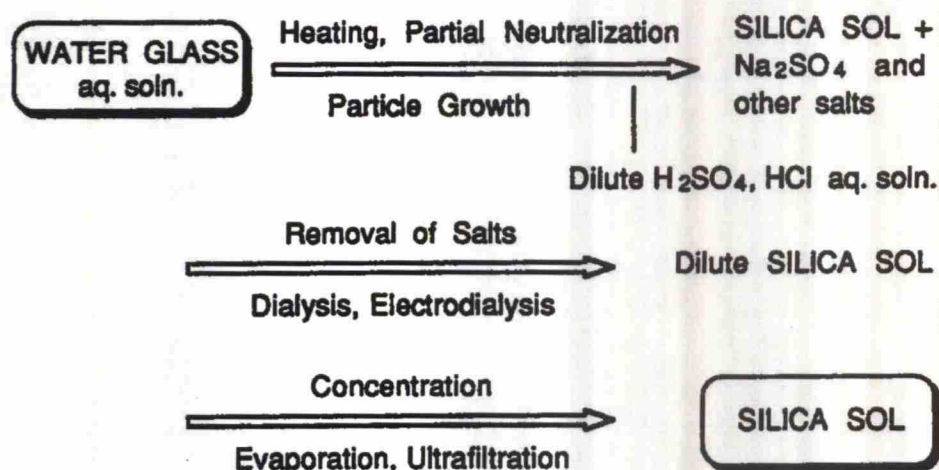 WATER GLASS
aq. soln.
Heating, Partial Neutralization
Particle Growth
SILICA SOL +
Na₂SO₄ and
other salts
Dilute H₂SO₄, HCl aq. soln.
Removal of Salts
Dialysis, Electrodialysis
Dilute SILICA SOL
Concentration
Evaporation, Ultrafiltration
SILICA SOL